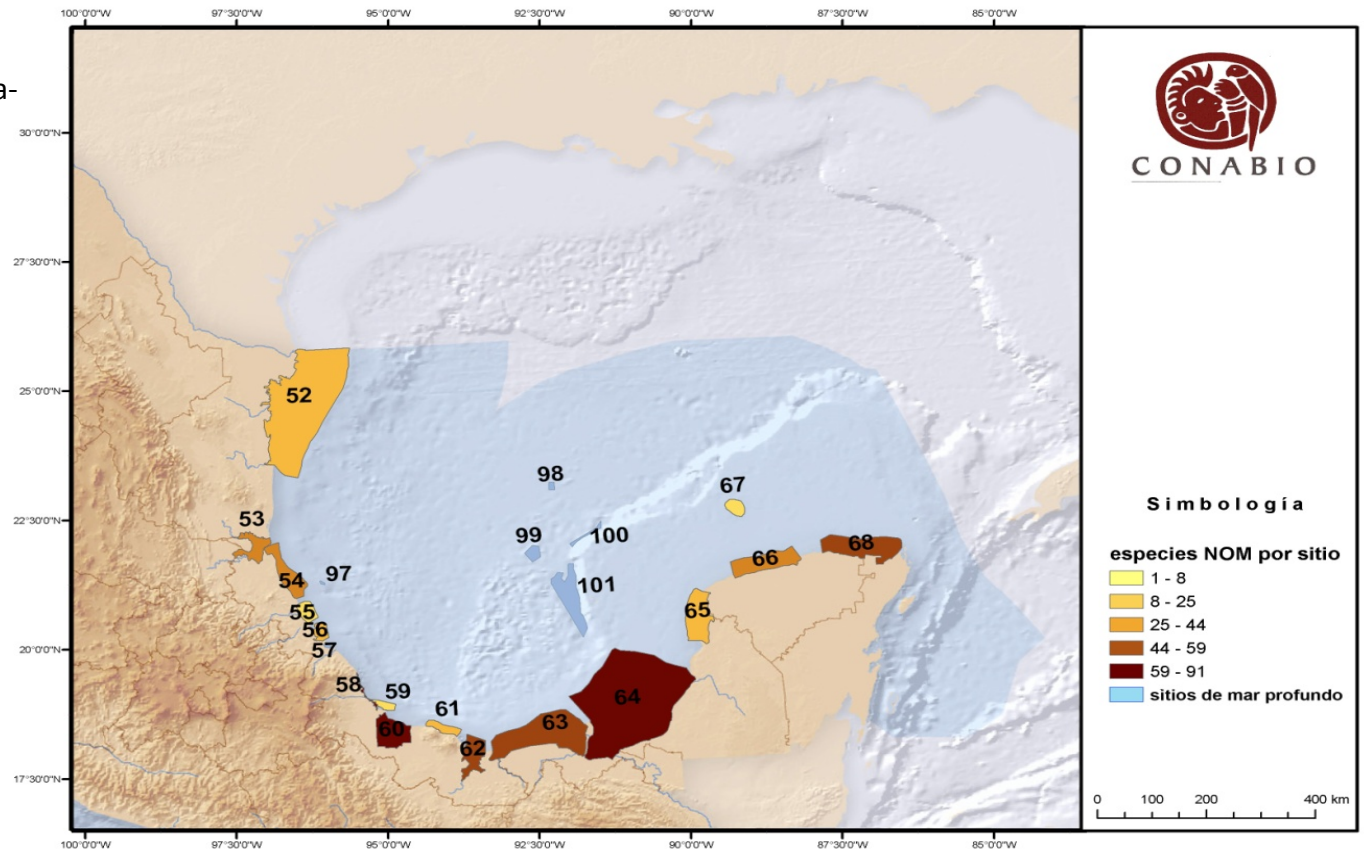 a-
100°0'0"W 97°30'0"W 95°0'0"W 92°30'0"W 90°0'0"W 87°30'0"W 85°0'0"W
30°0'0"N
27°30'0"N
25°0'0"N
22°30'0"N
20°0'0"N
17°30'0"N
52
98
67
53
99
100
68
66
97
54
101
55
65
56
57
58
59
64
61
60
63
62
100°0'0"W 97°30'0"W 95°0'0"W 92°30'0"W 90°0'0"W 87°30'0"W 85°0'0"W
CONABIO
Simbología
especies NOM por sitio
1 - 8
8 - 25
25 - 44
44 - 59
59 - 91
sitios de mar profundo
0 100 200 400 km